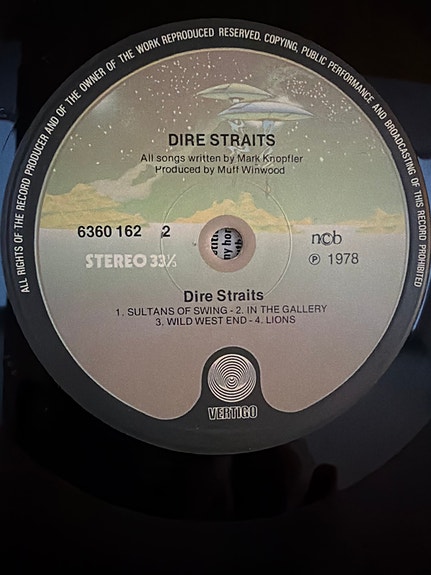 ALL RIGHTS OF THE RECORD PRODUCER AND OF THE OWNER OF THE WORK REPRODUCED RESERVED. COPYING, PUBLIC PERFORMANCE AND BROADCASTING OF THIS RECORD PROHIBITED
DIRE STRAITS
All songs written by Mark Knopfler
Produced by Muff Winwood
6360 162 2
ncb
STEREO 33⅓
℗ 1978
Dire Straits
1. SULTANS OF SWING - 2. IN THE GALLERY
3. WILD WEST END - 4. LIONS
VERTIGO